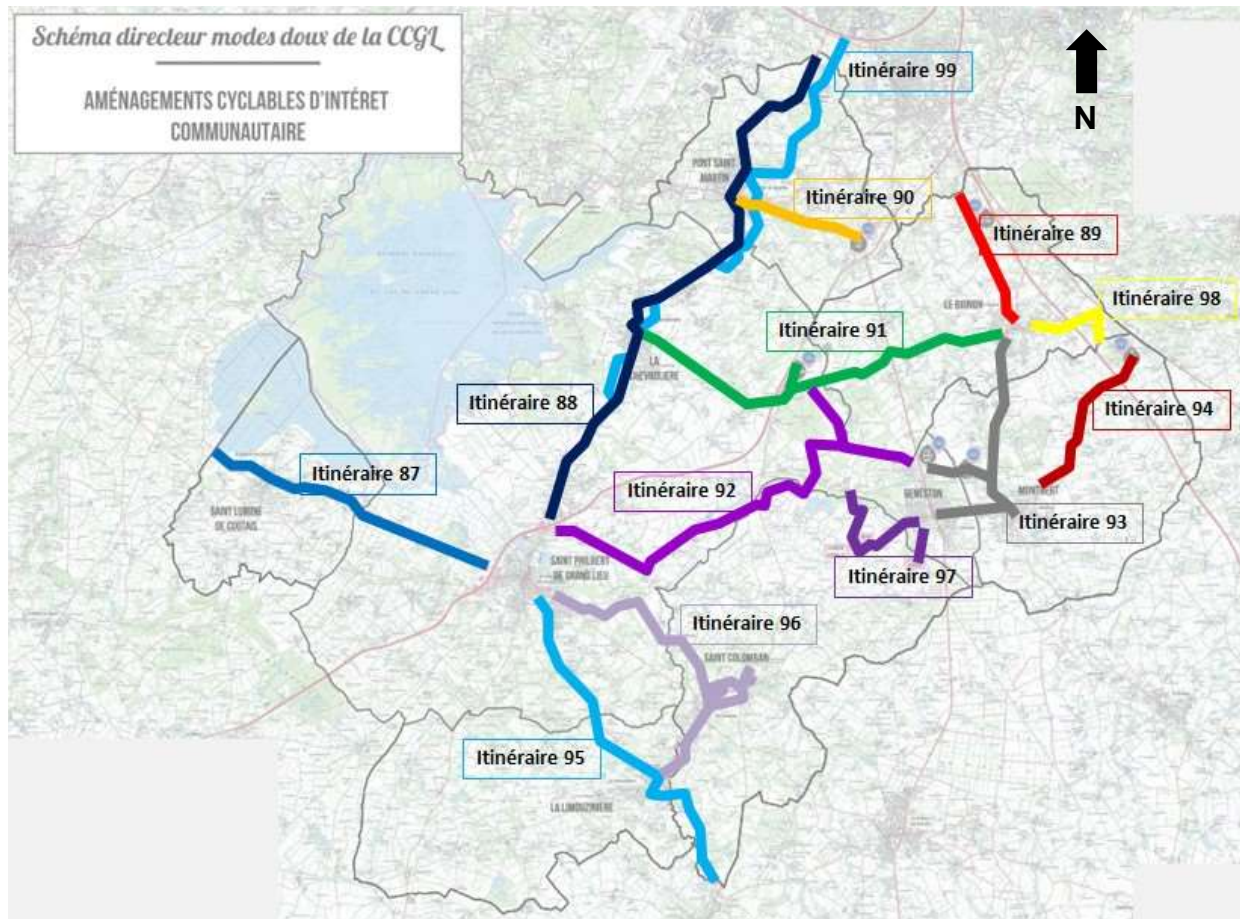 Schéma directeur modes doux de la CCGL
AMÉNAGEMENTS CYCLABLES D'INTÉRET
COMMUNAUTAIRE
N
Itinéraire 99
PONT SAINT
MARTIN
Itinéraire 90
Itinéraire 89
LE BIGNON
Itinéraire 98
Itinéraire 91
LA
CHEVROLIERE
Itinéraire 88
Itinéraire 94
Itinéraire 87
Itinéraire 92
SAINT LUMINE
DE COUTAIS
GENESTON
MONTBERT
Itinéraire 93
SAINT PHILBERT
DE GRAND LIEU
Itinéraire 97
Itinéraire 96
SAINT COLOMBAN
Itinéraire 95
LA LIMOUZINIERE